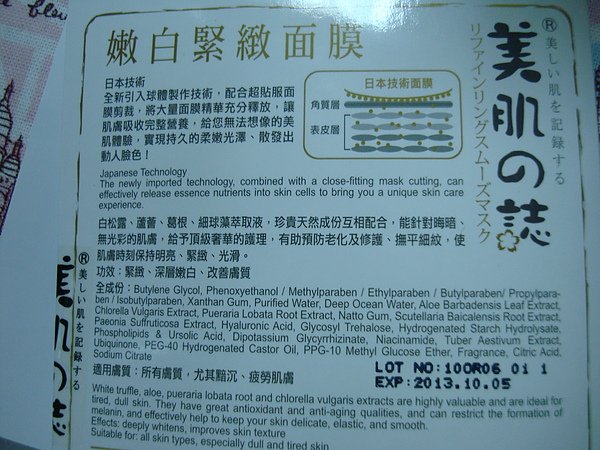 嫩白緊緻面膜
日本技術
全新引入球體製作技術，配合超貼服面
膜剪裁，將大量面膜精華充分釋放，讓
肌膚吸收完整營養，給您無法想像的美
肌體驗，實現持久的柔嫩光澤、散發出
動人臉色！
日本技術面膜
角質層
表皮層
Japanese Technology
The newly imported technology, combined with a close-fitting mask cutting, can
effectively release essence nutrients into skin cells to bring you a unique skin care
experience.
白松露、蘆薈、葛根、細球藻萃取液，珍貴天然成份互相配合，能針對晦暗、
無光彩的肌膚，給予頂級奢華的護理，有助預防老化及修護、撫平細紋，使
肌膚時刻保持明亮、緊緻、光滑。
功效：緊緻、深層嫩白、改善膚質
全成份：Butylene Glycol, Phenoxyethanol / Methylparaben / Ethylparaben / Butylparaben/ Propylpara-
ben / Isobutylparaben, Xanthan Gum, Purified Water, Deep Ocean Water, Aloe Barbadensis Leaf Extract,
Chlorella Vulgaris Extract, Pueraria Lobata Root Extract, Natto Gum, Scutellaria Baicalensis Root Extract,
Paeonia Suffruticosa Extract, Hyaluronic Acid, Glycosyl Trehalose, Hydrogenated Starch Hydrolysate,
Phospholipids & Ursolic Acid, Dipotassium Glycyrrhizinate, Niacinamide, Tuber Aestivum Extract,
Ubiquinone, PEG-40 Hydrogenated Castor Oil, PPG-10 Methyl Glucose Ether, Fragrance, Citric Acid,
Sodium Citrate
適用膚質：所有膚質，尤其黯沉、疲勞肌膚
LOT NO:100R06 01 1
EXP:2013.10.05
White truffle, aloe, pueraria lobata root and chlorella vulgaris extracts are highly valuable and are ideal for
tired, dull skin. They have great antioxidant and anti-aging qualities, and can restrict the formation of
melanin, and effectively help to keep your skin delicate, elastic, and smooth.
Effects: deeply whitens, improves skin texture
Suitable for: all skin types, especially dull and tired skin
®美しい肌を記録する
美肌の誌
リファインリングスムーズマスク
®美しい肌を記録する
美肌の誌